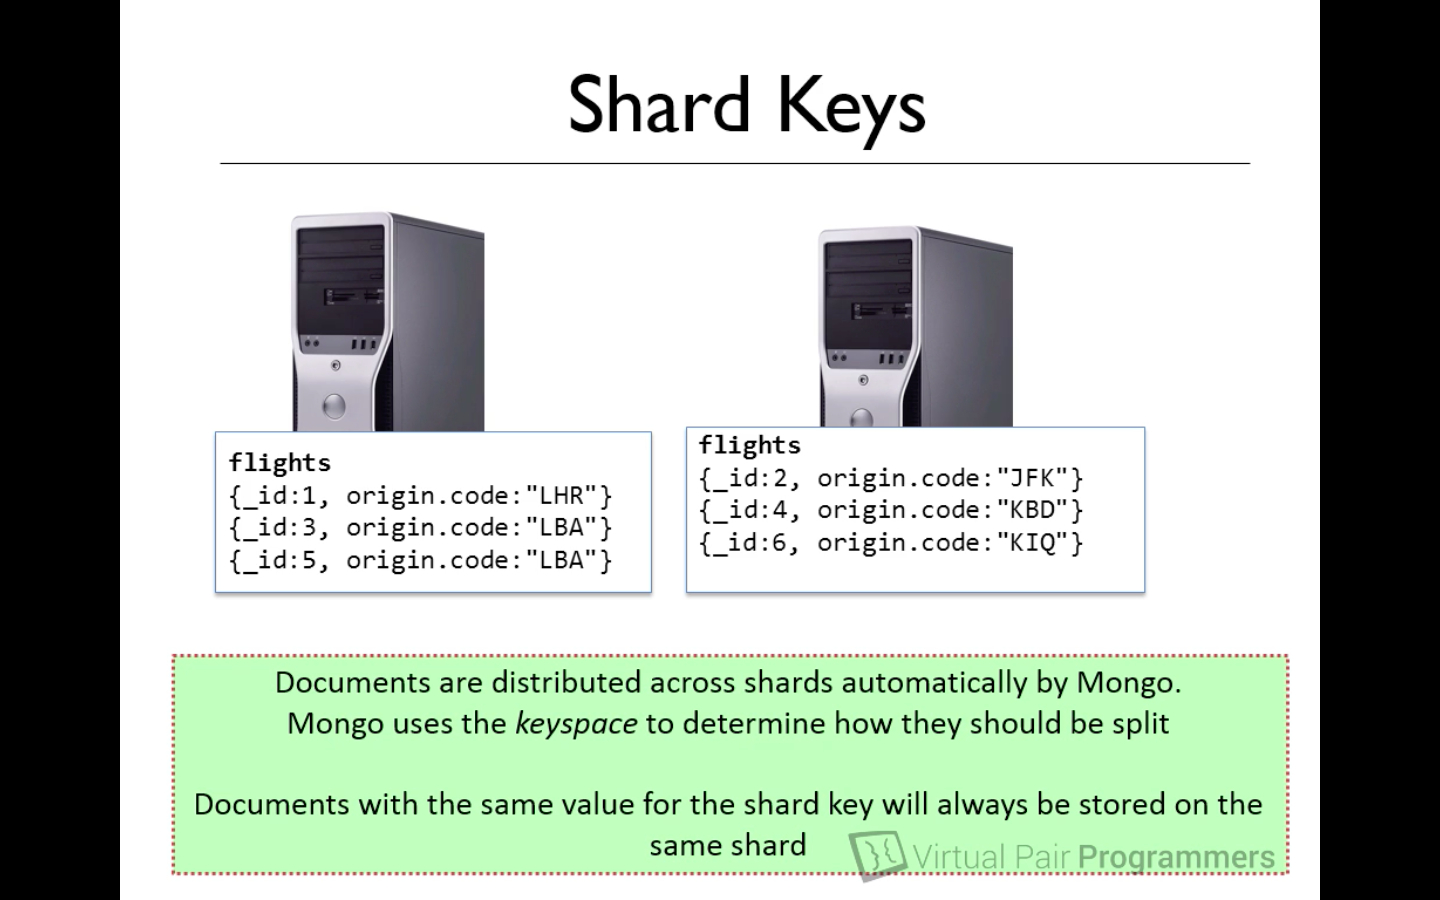 Shard Keys
flights
{_id:1, origin.code:"LHR"}
{_id:3, origin.code:"LBA"}
{_id:5, origin.code:"LBA"}
flights
{_id:2, origin.code:"JFK"}
{_id:4, origin.code:"KBD"}
{_id:6, origin.code:"KIQ"}
Documents are distributed across shards automatically by Mongo.
Mongo uses the keyspace to determine how they should be split
Documents with the same value for the shard key will always be stored on the
same shard
Virtual Pair Programmers